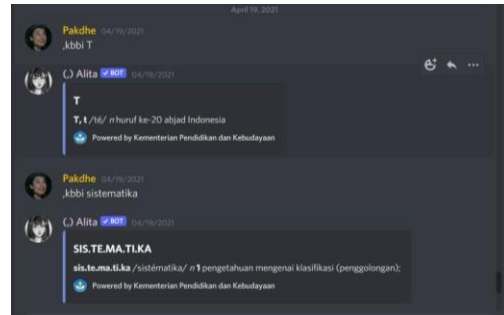 April 19, 2021
Pakdhe 04/19/2021
,kbbi T
(,) Alita ✓ BOT 04/19/2021
T
T, t /té/ n huruf ke-20 abjad Indonesia
Powered by Kementerian Pendidikan dan Kebudayaan
Pakdhe 04/19/2021
,kbbi sistematika
(,) Alita ✓ BOT 04/19/2021
SIS.TE.MA.TI.KA
sis.te.ma.ti.ka /sistématika/ n 1 pengetahuan mengenai klasifikasi (penggolongan);
Powered by Kementerian Pendidikan dan Kebudayaan